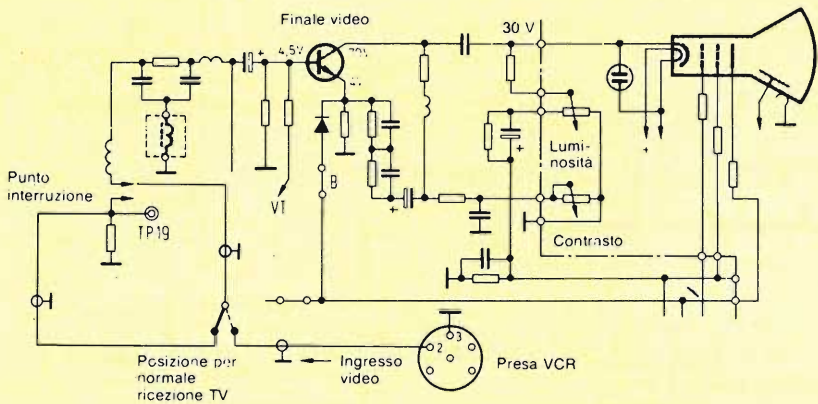 Finale video
30 V
4,5V
Lumi-
nosità
Punto
interruzione
B
VT
TP19
Contrasto
3
2
Posizione per
normale
ricezione TV
Ingresso
video
Presa VCR
+
+
+